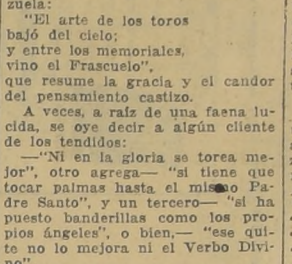 zuela:
"El arte de los toros
bajó del cielo;
y entre los memoriales,
vino el Frascuelo",
que resume la gracia y el candor
del pensamiento castizo.
A veces, a raíz de una faena lu-
cida, se oye decir a algún cliente
de los tendidos:
—"Ni en la gloria se torea me-
jor", otro agrega— "si tiene que
tocar palmas hasta el mismo Pa-
dre Santo", y un tercero— "si ha
puesto banderillas como los pro-
pios ángeles", o bien,— "ese qui-
te no lo mejora ni el Verbo Divi-
no"